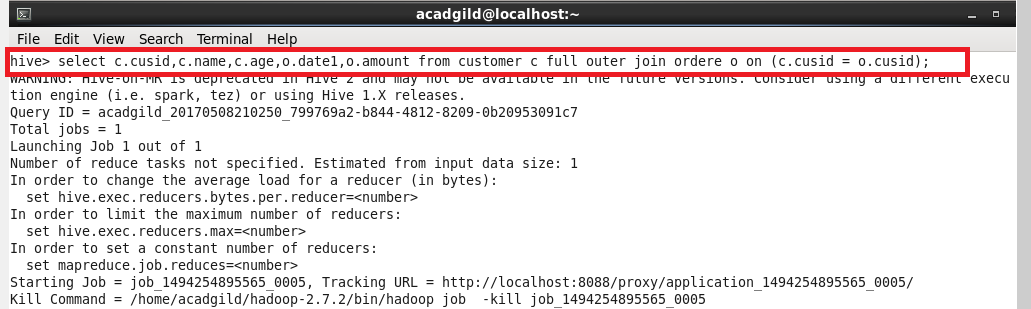 acadgild@localhost:~
File Edit View Search Terminal Help
hive> select c.cusid,c.name,c.age,o.date1,o.amount from customer c full outer join ordere o on (c.cusid = o.cusid);
WARNING: Hive-on-MR is deprecated in Hive 2 and may not be available in the future versions. Consider using a different execu
tion engine (i.e. spark, tez) or using Hive 1.X releases.
Query ID = acadgild_20170508210250_799769a2-b844-4812-8209-0b20953091c7
Total jobs = 1
Launching Job 1 out of 1
Number of reduce tasks not specified. Estimated from input data size: 1
In order to change the average load for a reducer (in bytes):
  set hive.exec.reducers.bytes.per.reducer=<number>
In order to limit the maximum number of reducers:
  set hive.exec.reducers.max=<number>
In order to set a constant number of reducers:
  set mapreduce.job.reduces=<number>
Starting Job = job_1494254895565_0005, Tracking URL = http://localhost:8088/proxy/application_1494254895565_0005/
Kill Command = /home/acadgild/hadoop-2.7.2/bin/hadoop job  -kill job_1494254895565_0005